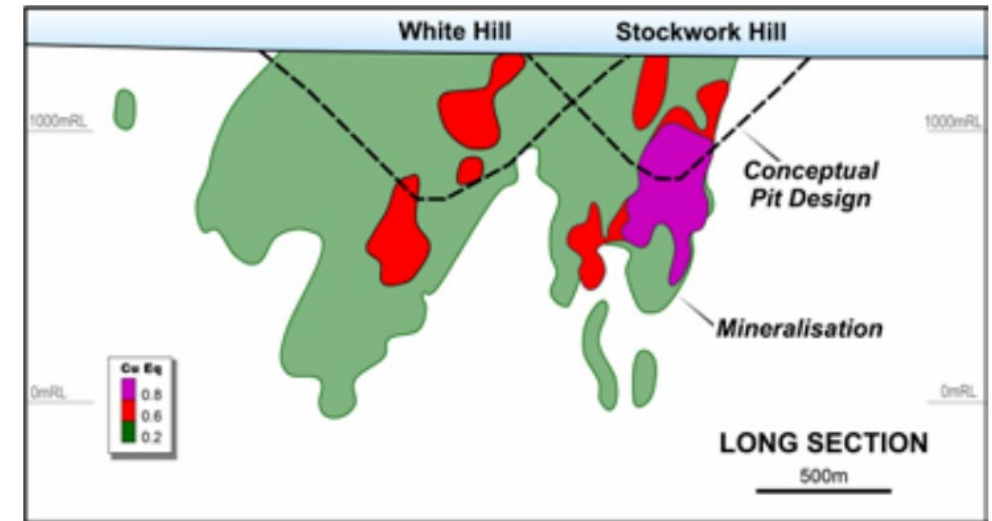 White Hill
Stockwork Hill
1000mRL
1000mRL
Conceptual
Pit Design
Mineralisation
Cu Eq
0.8
0.6
0.2
0mRL
0mRL
LONG SECTION
500m